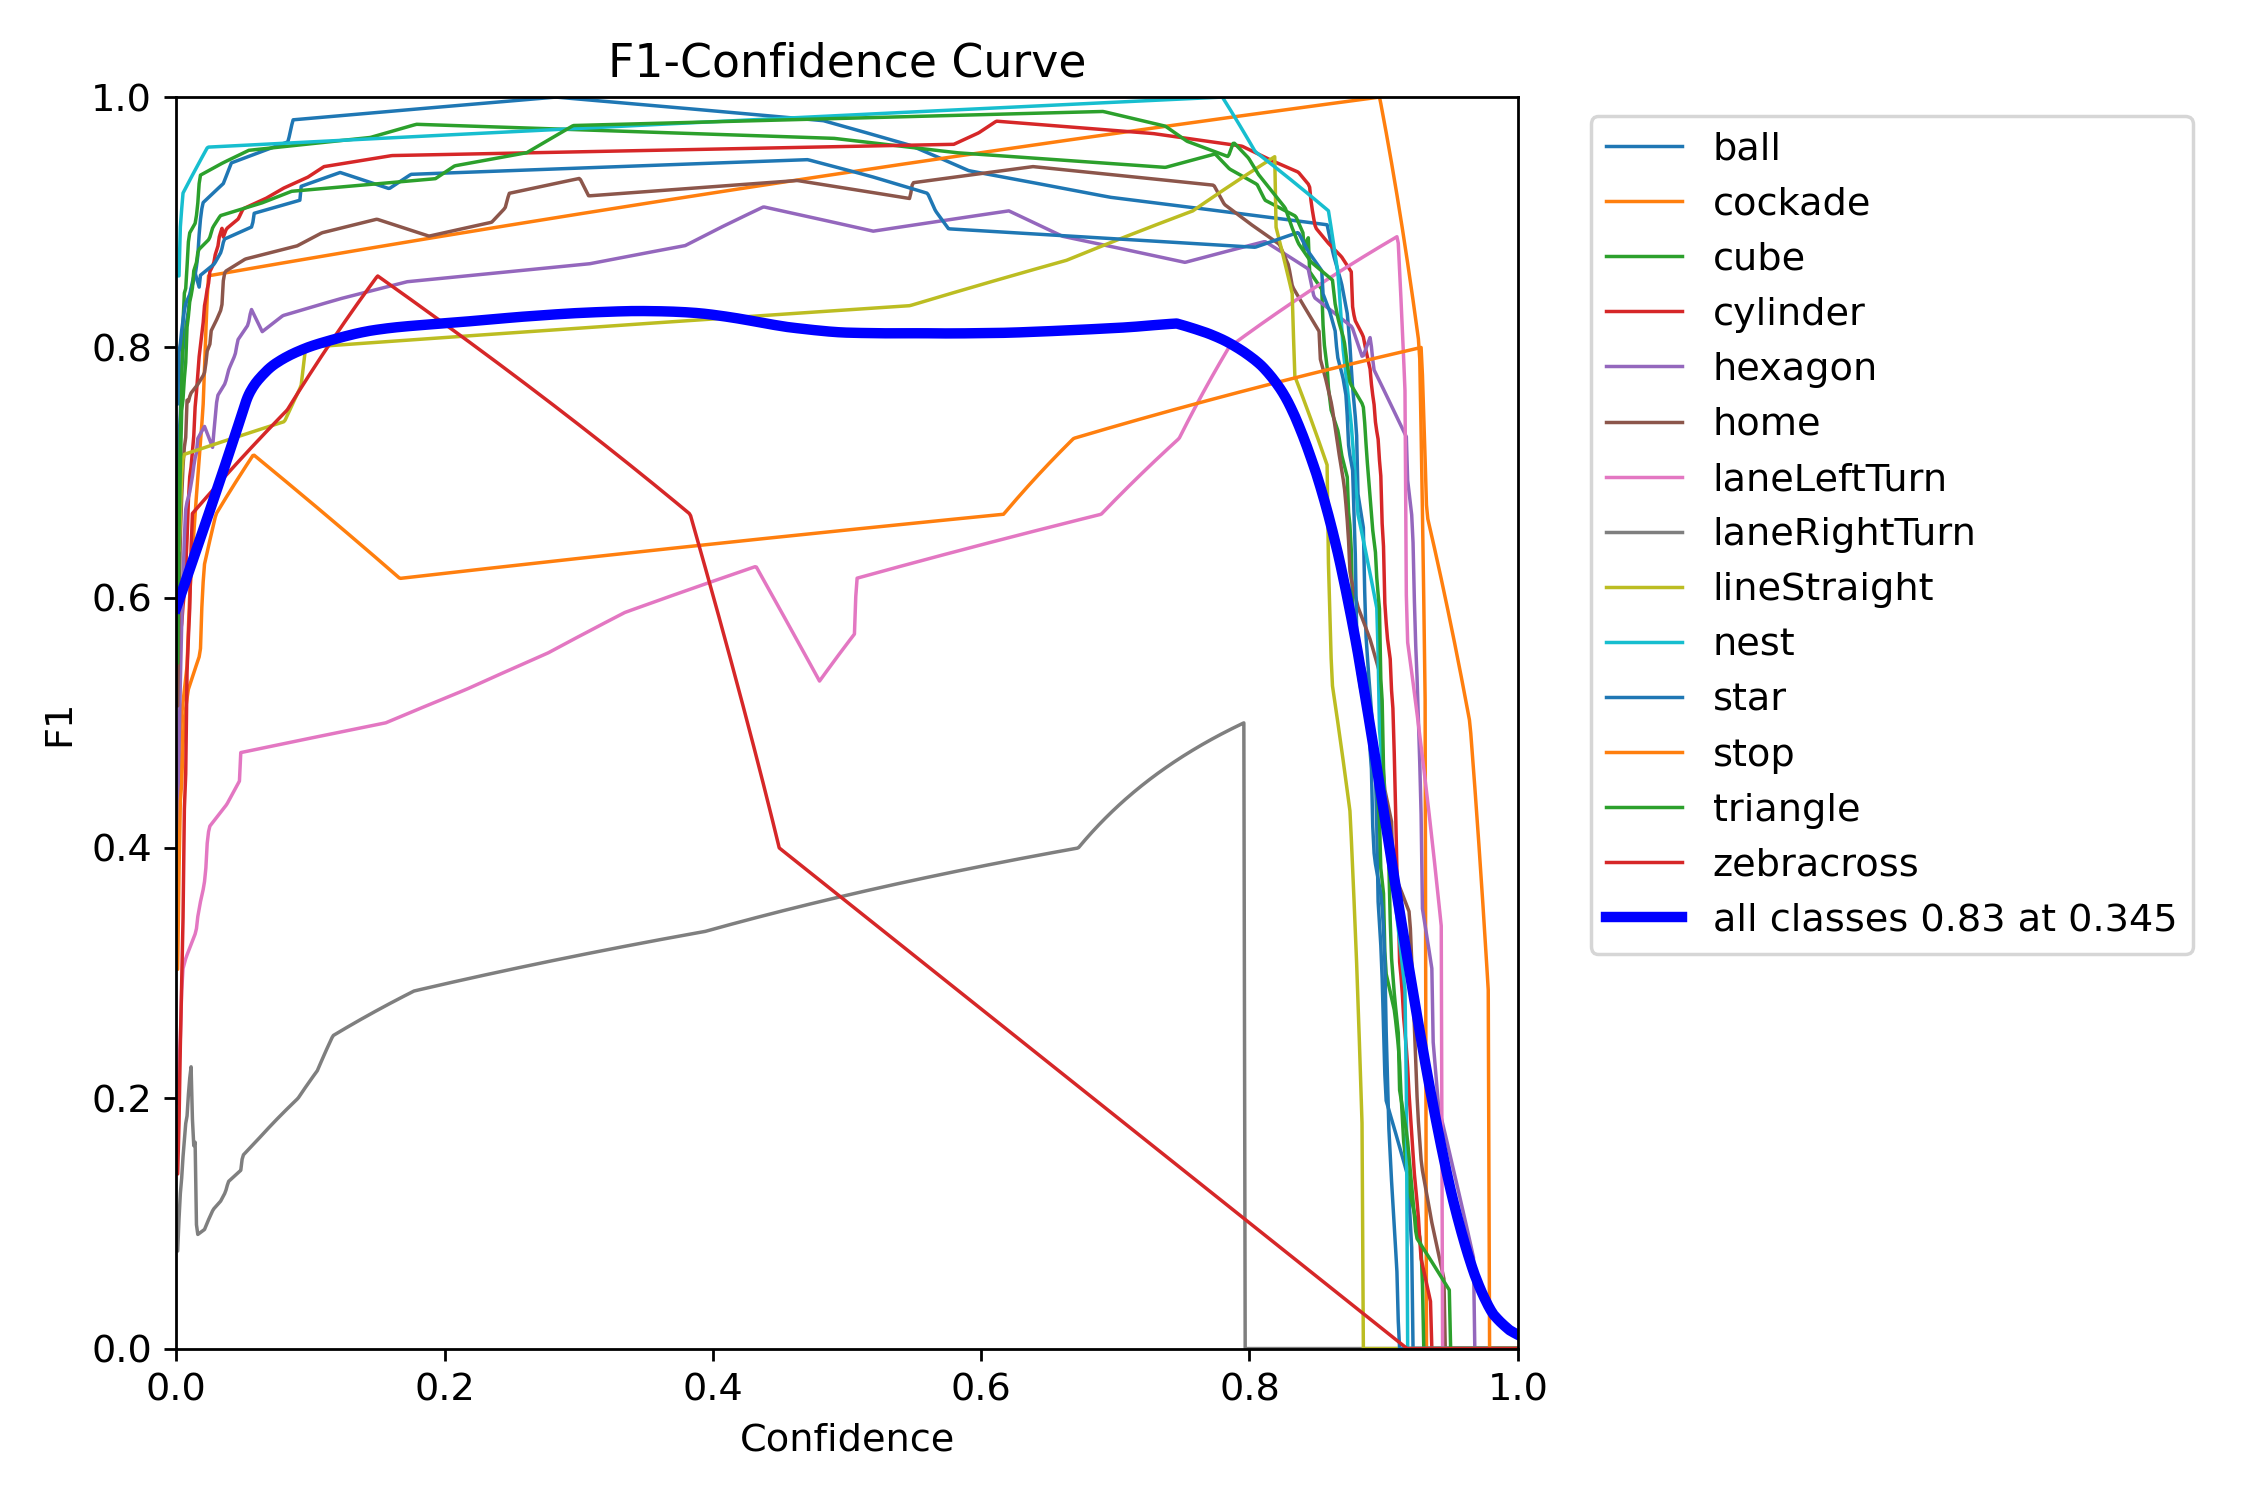 F1-Confidence Curve
1.0
0.8
0.6
0.4
0.2
0.0
F1
0.0 0.2 0.4 0.6 0.8 1.0
Confidence
ball
cockade
cube
cylinder
hexagon
home
laneLeftTurn
laneRightTurn
lineStraight
nest
star
stop
triangle
zebracross
all classes 0.83 at 0.345